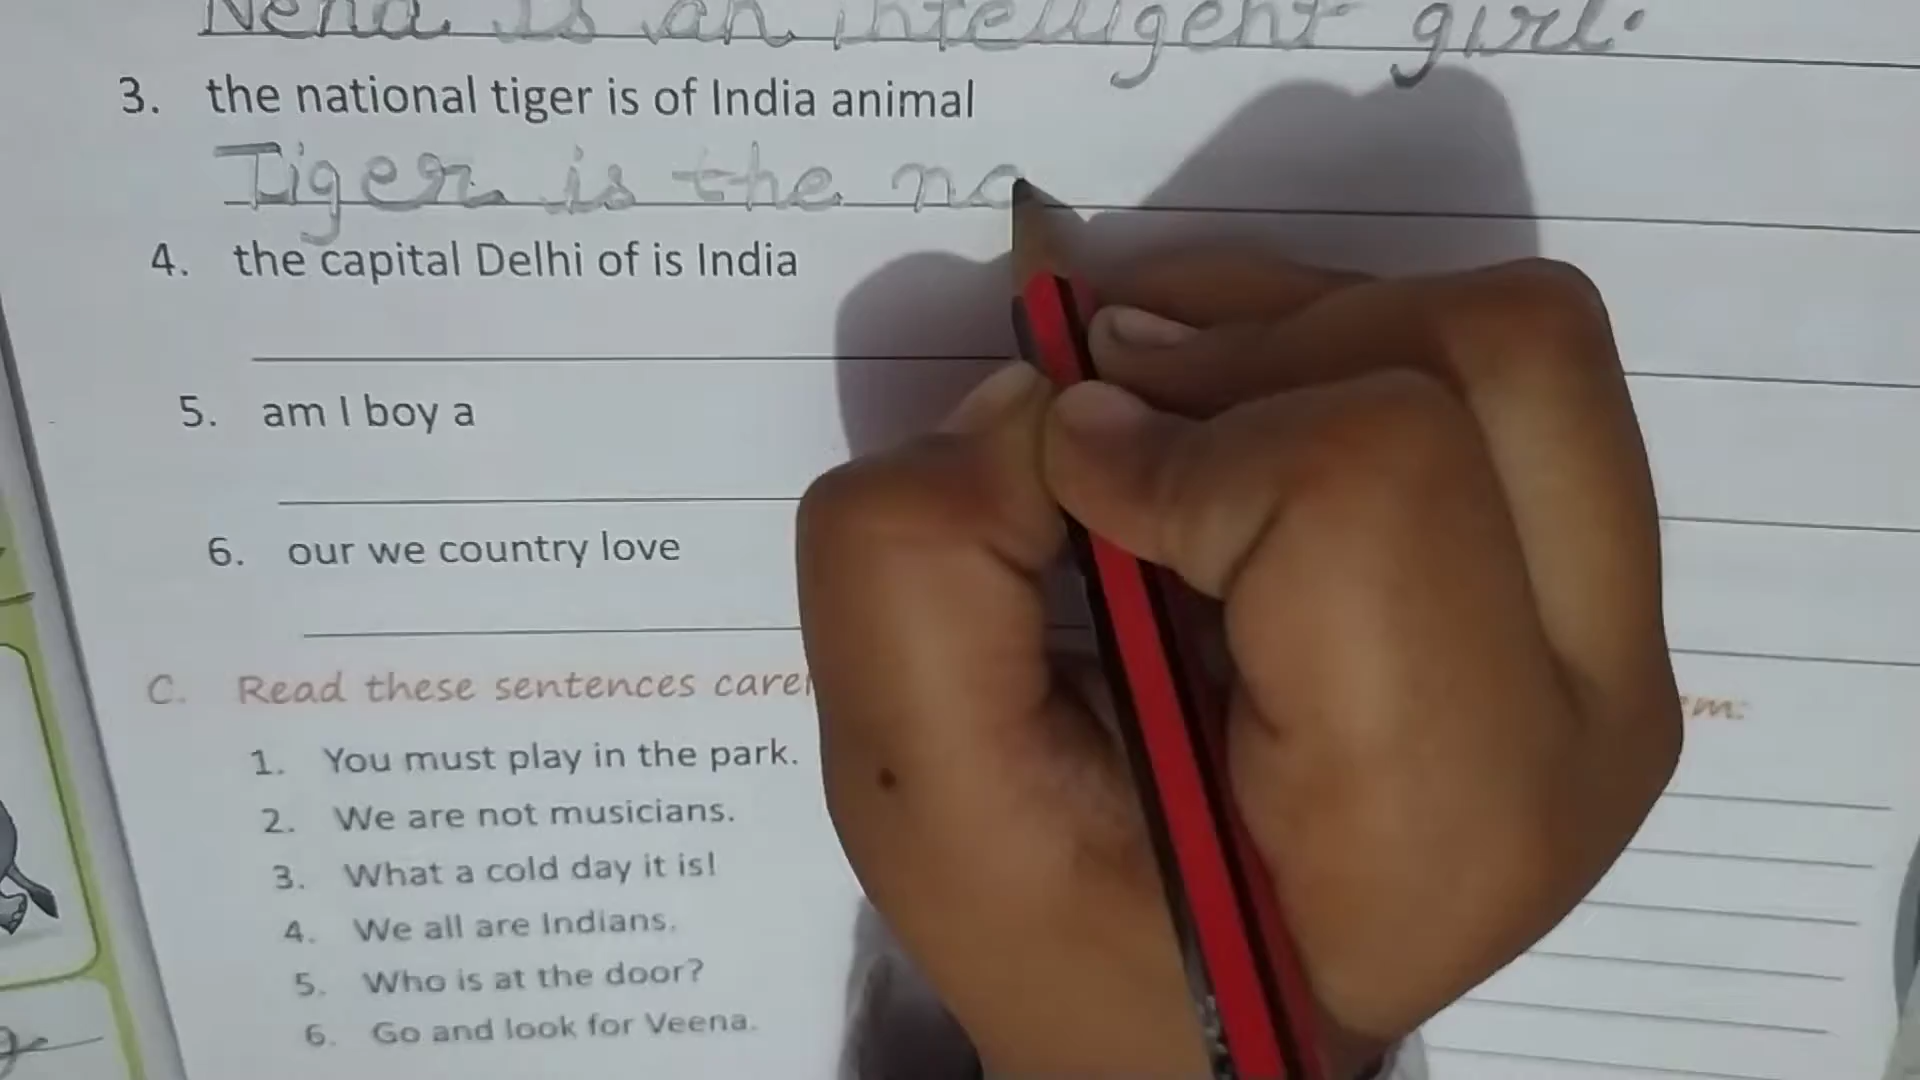 Neha is an intelligent girl.
3. the national tiger is of India animal
Tiger is the na
4. the capital Delhi of is India
5. am I boy a
6. our we country love
C. Read these sentences
1. You must play in the park.
2. We are not musicians.
3. What a cold day it is!
4. We all are Indians.
5. Who is at the door?
6. Go and look for Veena.